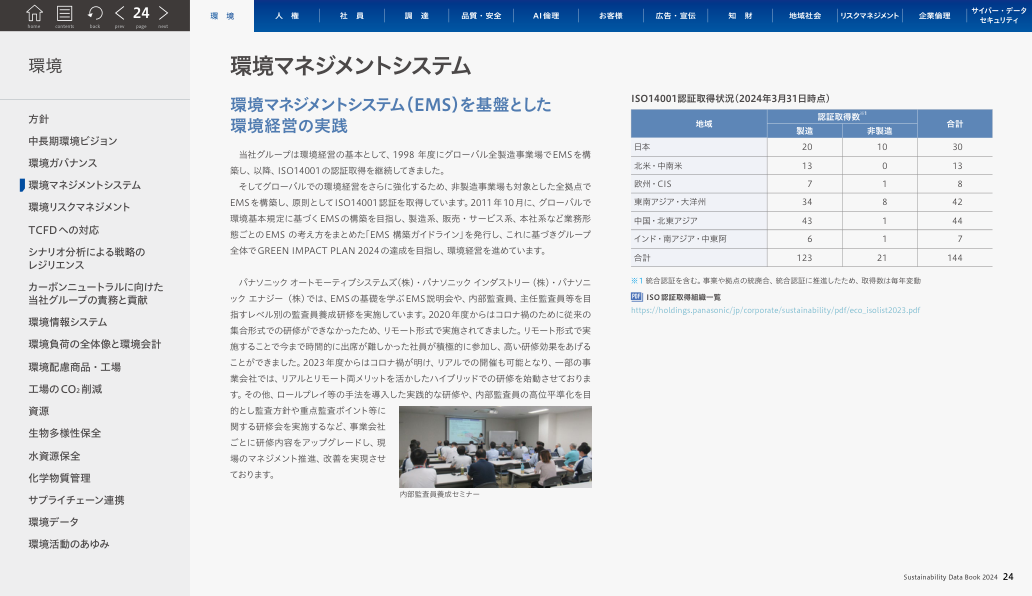 home contents back prev 24 page next
環 境
人 権
社 員
調 達
品質・安全
AI倫理
お客様
広告・宣伝
知 財
地域社会
リスクマネジメント
企業倫理
サイバー・データ
セキュリティ
環境
方針
中長期環境ビジョン
環境ガバナンス
環境マネジメントシステム
環境リスクマネジメント
TCFDへの対応
シナリオ分析による戦略の
レジリエンス
カーボンニュートラルに向けた
当社グループの責務と貢献
環境情報システム
環境負荷の全体像と環境会計
環境配慮商品・工場
工場のCO₂削減
資源
生物多様性保全
水資源保全
化学物質管理
サプライチェーン連携
環境データ
環境活動のあゆみ
環境マネジメントシステム
環境マネジメントシステム（EMS）を基盤とした
環境経営の実践
当社グループは環境経営の基本として、1998 年度にグローバル全製造事業場でEMSを構
築し、以降、ISO14001の認証取得を継続してきました。
そしてグローバルでの環境経営をさらに強化するため、非製造事業場も対象とした全拠点で
EMSを構築し、原則としてISO14001認証を取得しています。2011年10月に、グローバルで
環境基本規定に基づくEMSの構築を目指し、製造系、販売・サービス系、本社系など業務形
態ごとのEMS の考え方をまとめた「EMS 構築ガイドライン」を発行し、これに基づきグループ
全体でGREEN IMPACT PLAN 2024の達成を目指し、環境経営を進めています。
パナソニック オートモーティブシステムズ（株）・パナソニック インダストリー（株）・パナソニ
ック エナジー（株）では、EMSの基礎を学ぶEMS説明会や、内部監査員、主任監査員等を目
指すレベル別の監査員養成研修を実施しています。2020年度からはコロナ禍のために従来の
集合形式での研修ができなかったため、リモート形式で実施されてきました。リモート形式で実
施することで今まで時間的に出席が難しかった社員が積極的に参加し、高い研修効果をあげる
ことができました。2023年度からはコロナ禍が明け、リアルでの開催も可能となり、一部の事
業会社では、リアルとリモート両メリットを活かしたハイブリッドでの研修を始動させておりま
す。その他、ロールプレイ等の手法を導入した実践的な研修や、内部監査員の高位平準化を目
的とし監査方針や重点監査ポイント等に
関する研修会を実施するなど、事業会社
ごとに研修内容をアップグレードし、現
場のマネジメント推進、改善を実現させ
ております。
内部監査員養成セミナー
ISO14001認証取得状況（2024年3月31日時点）
地域 認証取得数※1 合計
製造 非製造
日本 20 10 30
北米・中南米 13 0 13
欧州・CIS 7 1 8
東南アジア・大洋州 34 8 42
中国・北東アジア 43 1 44
インド・南アジア・中東阿 6 1 7
合計 123 21 144
※1 統合認証を含む。事業や拠点の統廃合、統合認証に進進したため、取得数は毎年変動
PDF ISO認証取得組織一覧
https://holdings.panasonic/jp/corporate/sustainability/pdf/eco_isolist2023.pdf
Sustainability Data Book 2024 24